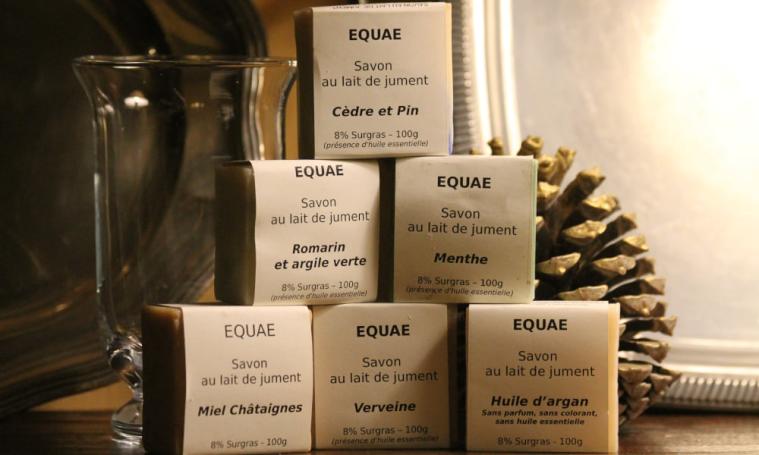 EQUAE
Savon
au lait de jument
Cèdre et Pin
8% Surgras – 100g
(présence d'huile essentielle)
EQUAE
Savon
au lait de jument
Romarin
et argile verte
8% Surgras – 100g
(présence d'huile essentielle)
EQUAE
Savon
au lait de jument
Menthe
8% Surgras – 100g
(présence d'huile essentielle)
EQUAE
Savon
au lait de jument
Miel Châtaignes
8% Surgras - 100g
EQUAE
Savon
au lait de jument
Verveine
8% Surgras – 100g
(présence d'huile essentielle)
EQUAE
Savon
au lait de jument
Huile d’argan
Sans parfum, sans colorant,
sans huile essentielle
8% Surgras - 100g